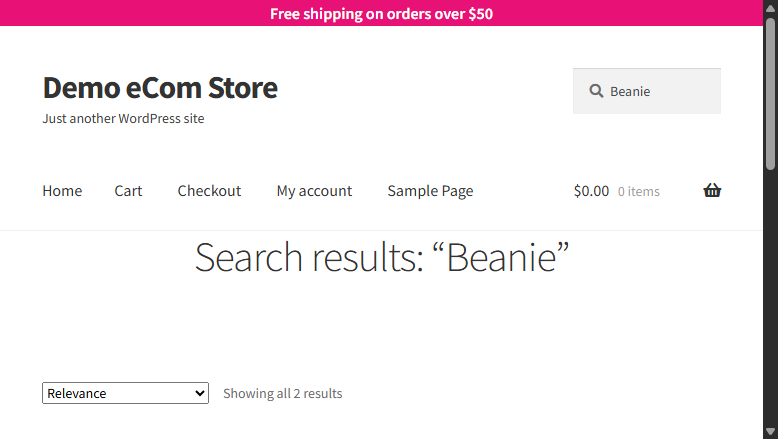 Free shipping on orders over $50
Demo eCom Store
Just another WordPress site
Beanie
Home Cart Checkout My account Sample Page $0.00 0 items
Search results: “Beanie”
Relevance Showing all 2 results